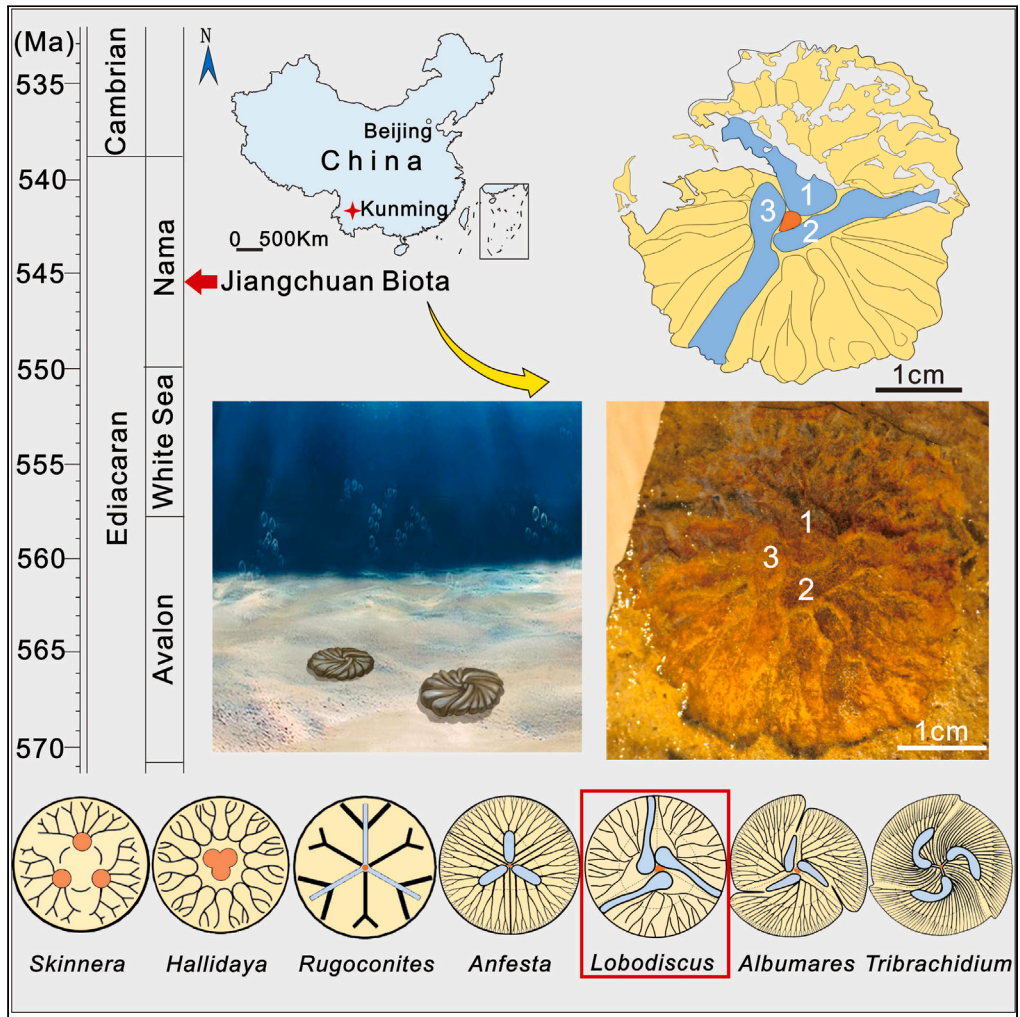 (Ma)
535
540
545
550
555
560
565
570
Cambrian
Ediacaran
Nama
White Sea
Avalon
N
Beijing
China
Kunming
0 500Km
Jiangchuan Biota
1
3
2
1cm
1
3
2
1cm
Skinnera
Hallidaya
Rugoconites
Anfesta
Lobodiscus
Albumares
Tribrachidium